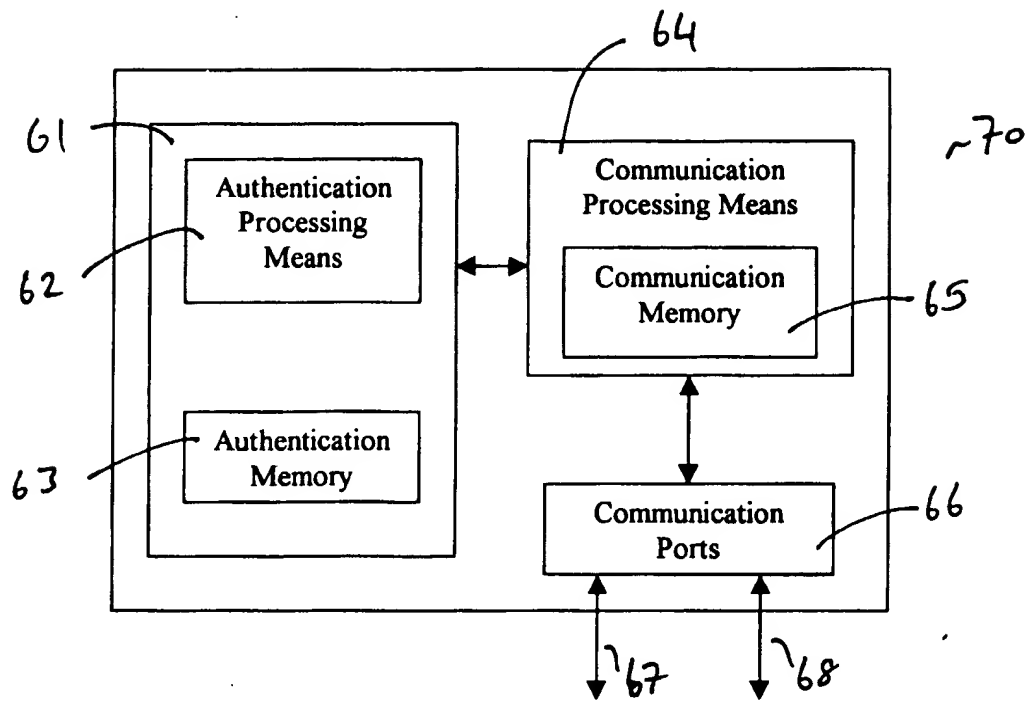 64
61
~70
Authentication
Processing
Means
Communication
Processing Means
62
Communication
Memory
65
Authentication
Memory
63
Communication
Ports
66
67
68